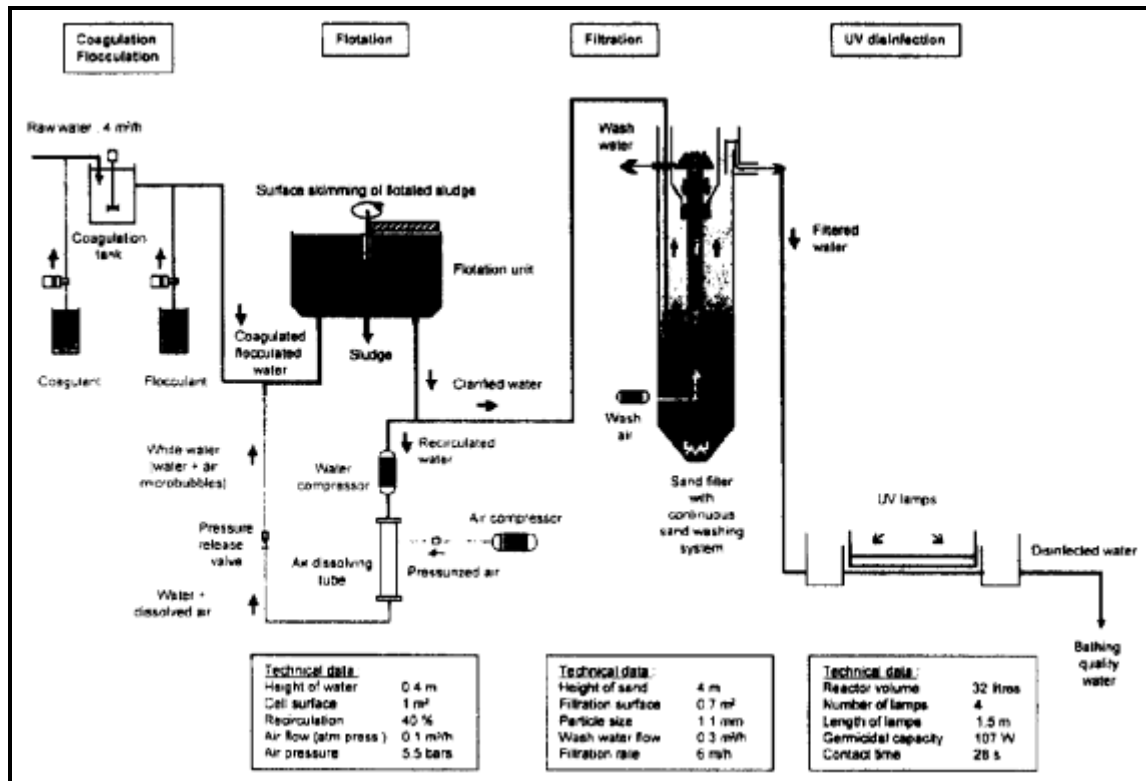 Coagulation
Flocculation
Flotation
Filtration
UV disinfection
Raw water . 4 m³/h
Coagulation
tank
Coagulant
Flocculant
Surface skimming of flotated sludge
Flotation unit
Coagulated
flocculated
water
Sludge
Clarified water
White water
(water + air
microbubbles)
Pressure
release
valve
Water +
dissolved air
Recirculated
water
Water
compressor
Air dissolving
tube
Air compressor
Pressurized air
Wash
water
Wash
air
Sand filter
with
continuous
sand washing
system
Filtered
water
UV lamps
Disinfected water
Bathing
quality
water
Technical data :
Height of water 0.4 m
Cell surface 1 m²
Recirculation 40 %
Air flow (atm press.) 0.1 m³/h
Air pressure 5.5 bars
Technical data :
Height of sand 4 m
Filtration surface 0.7 m²
Particle size 1.1 mm
Wash water flow 0.3 m³/h
Filtration rate 6 m/h
Technical data :
Reactor volume 32 litres
Number of lamps 4
Length of lamps 1.5 m
Germicidal capacity 107 W
Contact time 28 s